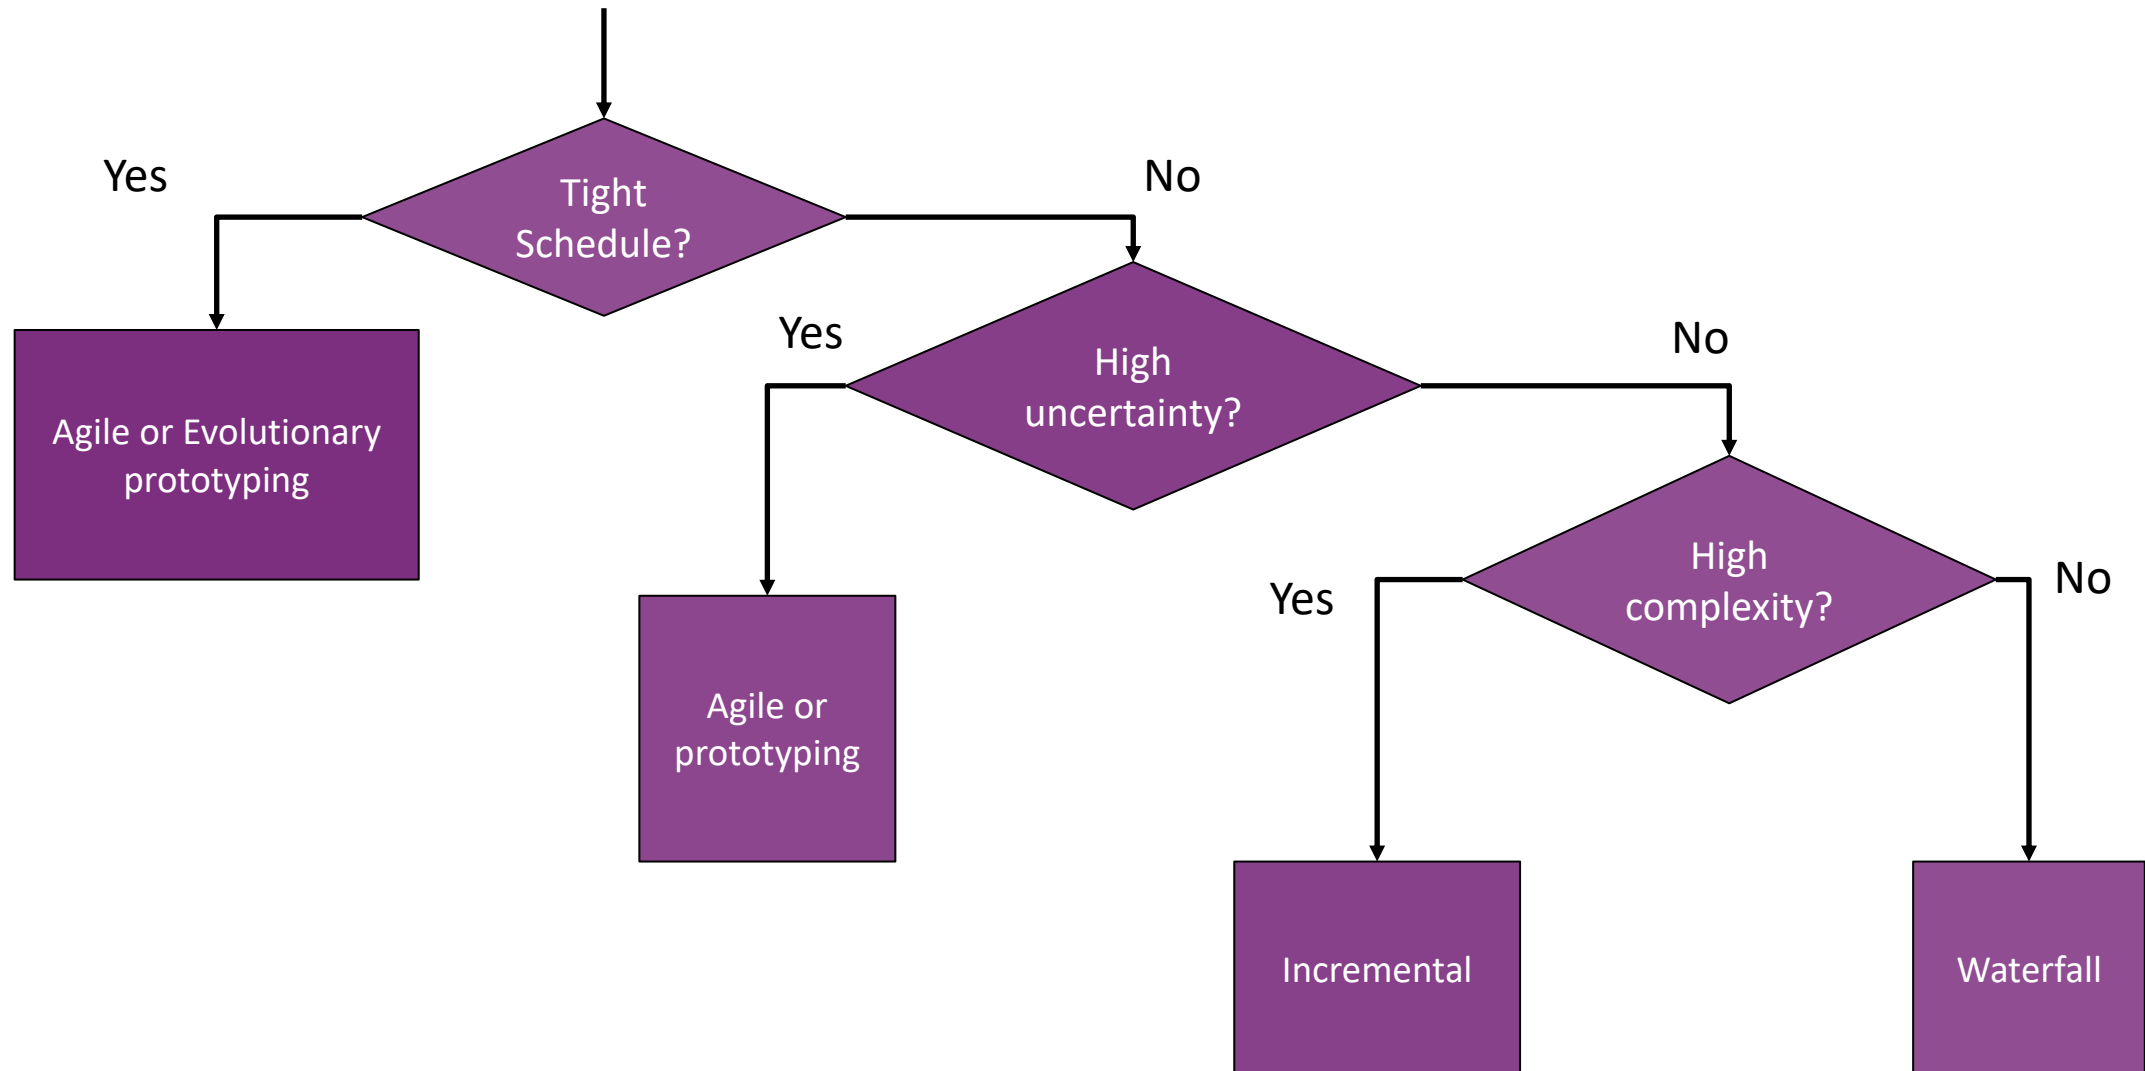 Yes
Tight
Schedule?
No
Agile or Evolutionary
prototyping
Yes
High
uncertainty?
No
Agile or
prototyping
Yes
High
complexity?
No
Incremental
Waterfall